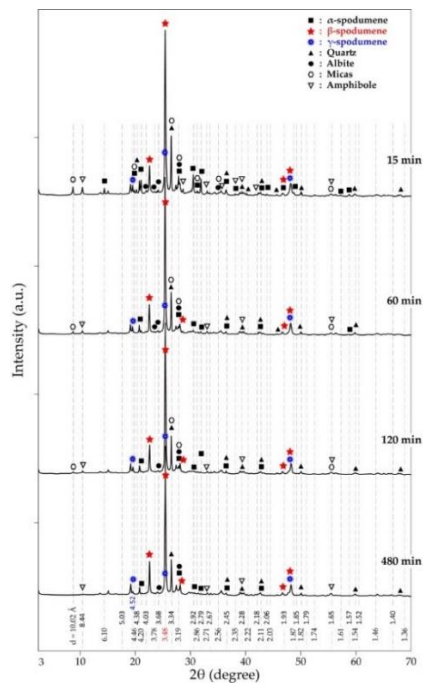 : α-spodumene
: β-spodumene
: γ-spodumene
: Quartz
: Albite
: Micas
: Amphibole
15 min
60 min
120 min
480 min
Intensity (a.u.)
d = 10.02 Å
8.44
6.10
5.03
4.52
4.46
4.38
4.20
4.03
3.78
3.68
3.48
3.34
3.19
2.92
2.86
2.79
2.71
2.67
2.56
2.45
2.35
2.28
2.22
2.18
2.11
2.06
2.03
1.93
1.87
1.85
1.82
1.79
1.74
1.65
1.61
1.57
1.54
1.52
1.46
1.40
1.36
3 10 20 30 40 50 60 70
2θ (degree)